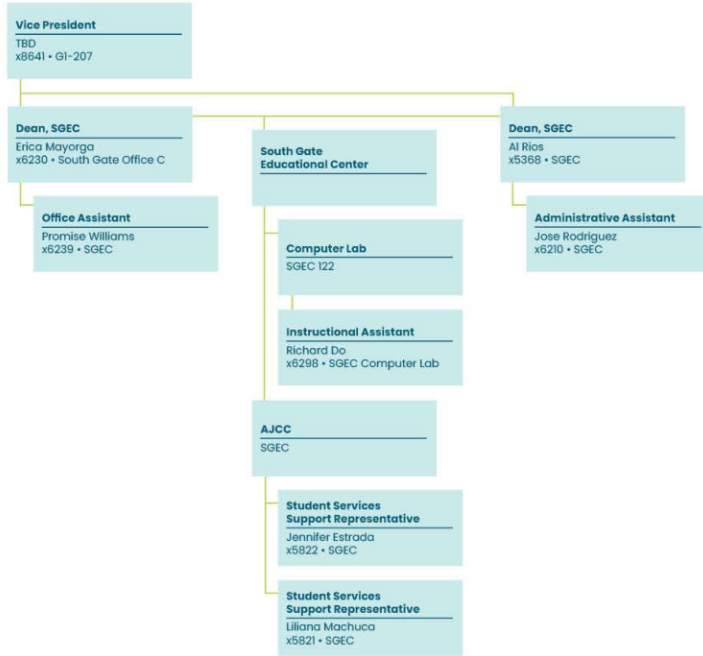 Vice President
TBD
x8641 • G1-207
Dean, SGEC
Erica Mayorga
x6230 • South Gate Office C
Office Assistant
Promise Williams
x6239 • SGEC
South Gate
Educational Center
Computer Lab
SGEC 122
Instructional Assistant
Richard Do
x6298 • SGEC Computer Lab
AJCC
SGEC
Student Services
Support Representative
Jennifer Estrada
x5822 • SGEC
Student Services
Support Representative
Liliana Machuca
x5821 • SGEC
Dean, SGEC
Al Rios
x5368 • SGEC
Administrative Assistant
Jose Rodriguez
x6210 • SGEC